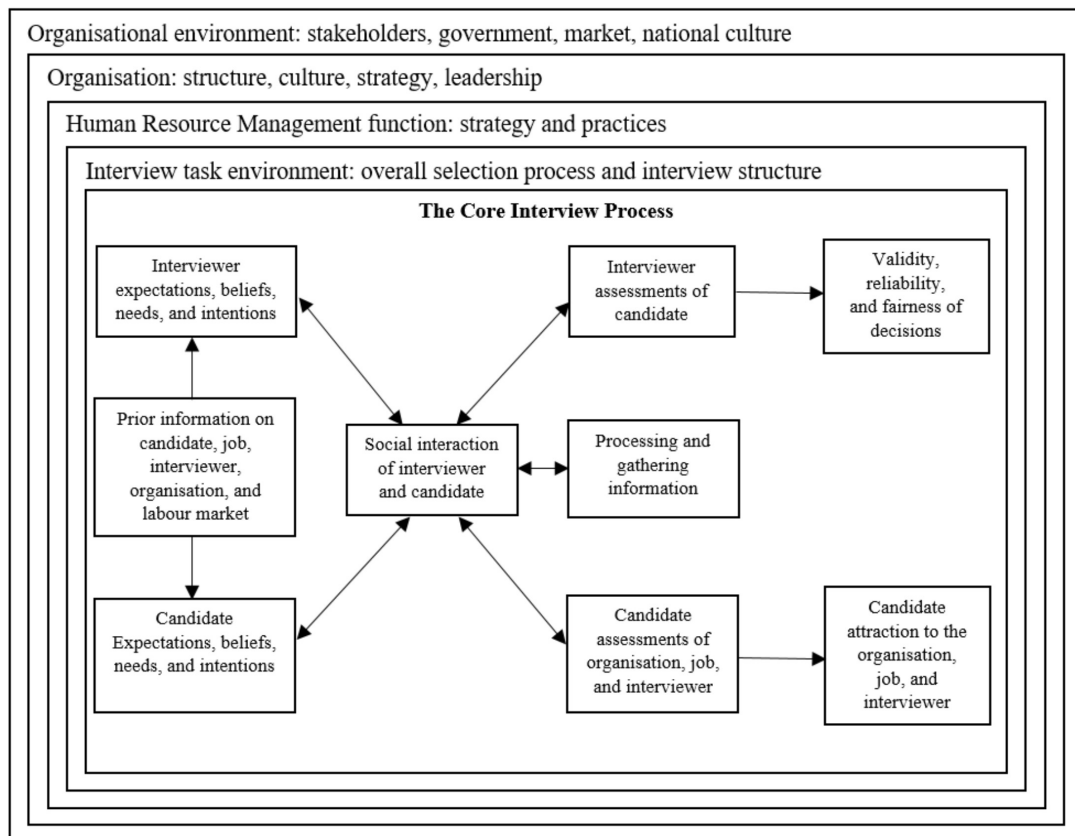 Organisational environment: stakeholders, government, market, national culture
Organisation: structure, culture, strategy, leadership
Human Resource Management function: strategy and practices
Interview task environment: overall selection process and interview structure
The Core Interview Process
Interviewer
expectations, beliefs,
needs, and intentions
Interviewer
assessments of
candidate
Validity,
reliability,
and fairness of
decisions
Prior information on
candidate, job,
interviewer,
organisation, and
labour market
Social interaction
of interviewer
and candidate
Processing and
gathering
information
Candidate
Expectations, beliefs,
needs, and intentions
Candidate
assessments of
organisation, job,
and interviewer
Candidate
attraction to the
organisation,
job, and
interviewer